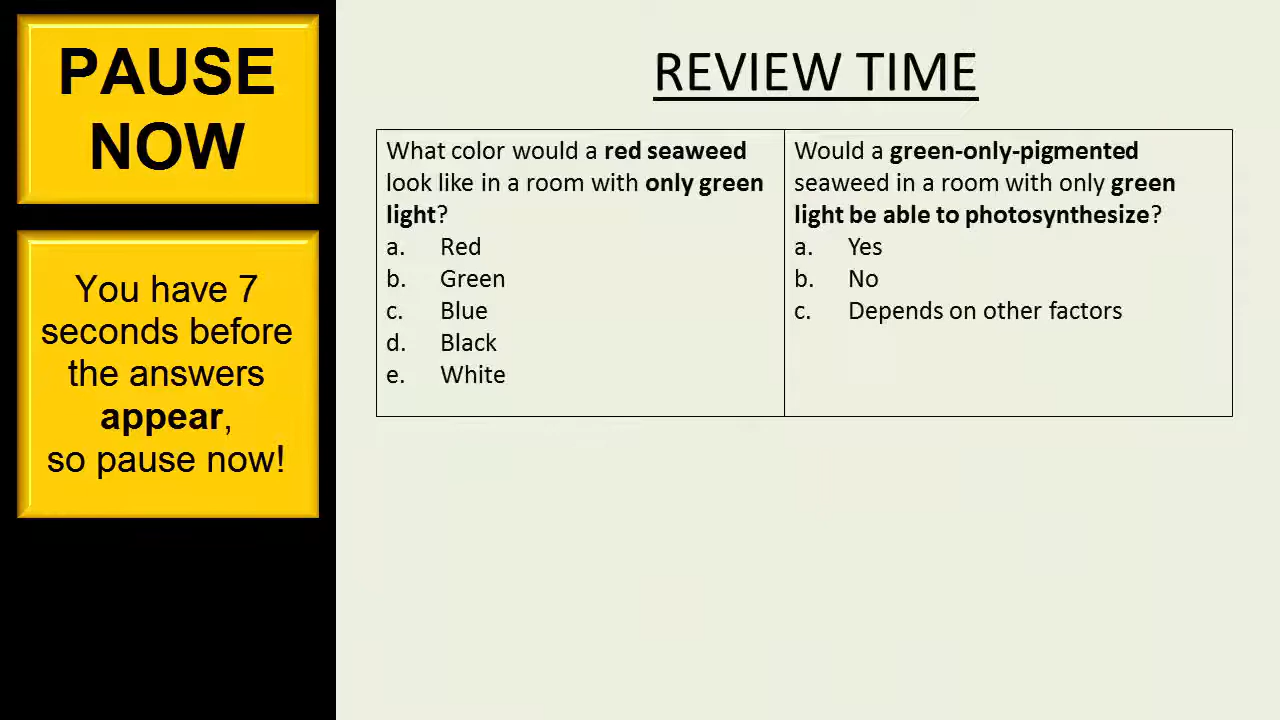 PAUSE
NOW
You have 7
seconds before
the answers
appear,
so pause now!
REVIEW TIME
What color would a red seaweed
look like in a room with only green
light?
a. Red
b. Green
c. Blue
d. Black
e. White
Would a green-only-pigmented
seaweed in a room with only green
light be able to photosynthesize?
a. Yes
b. No
c. Depends on other factors